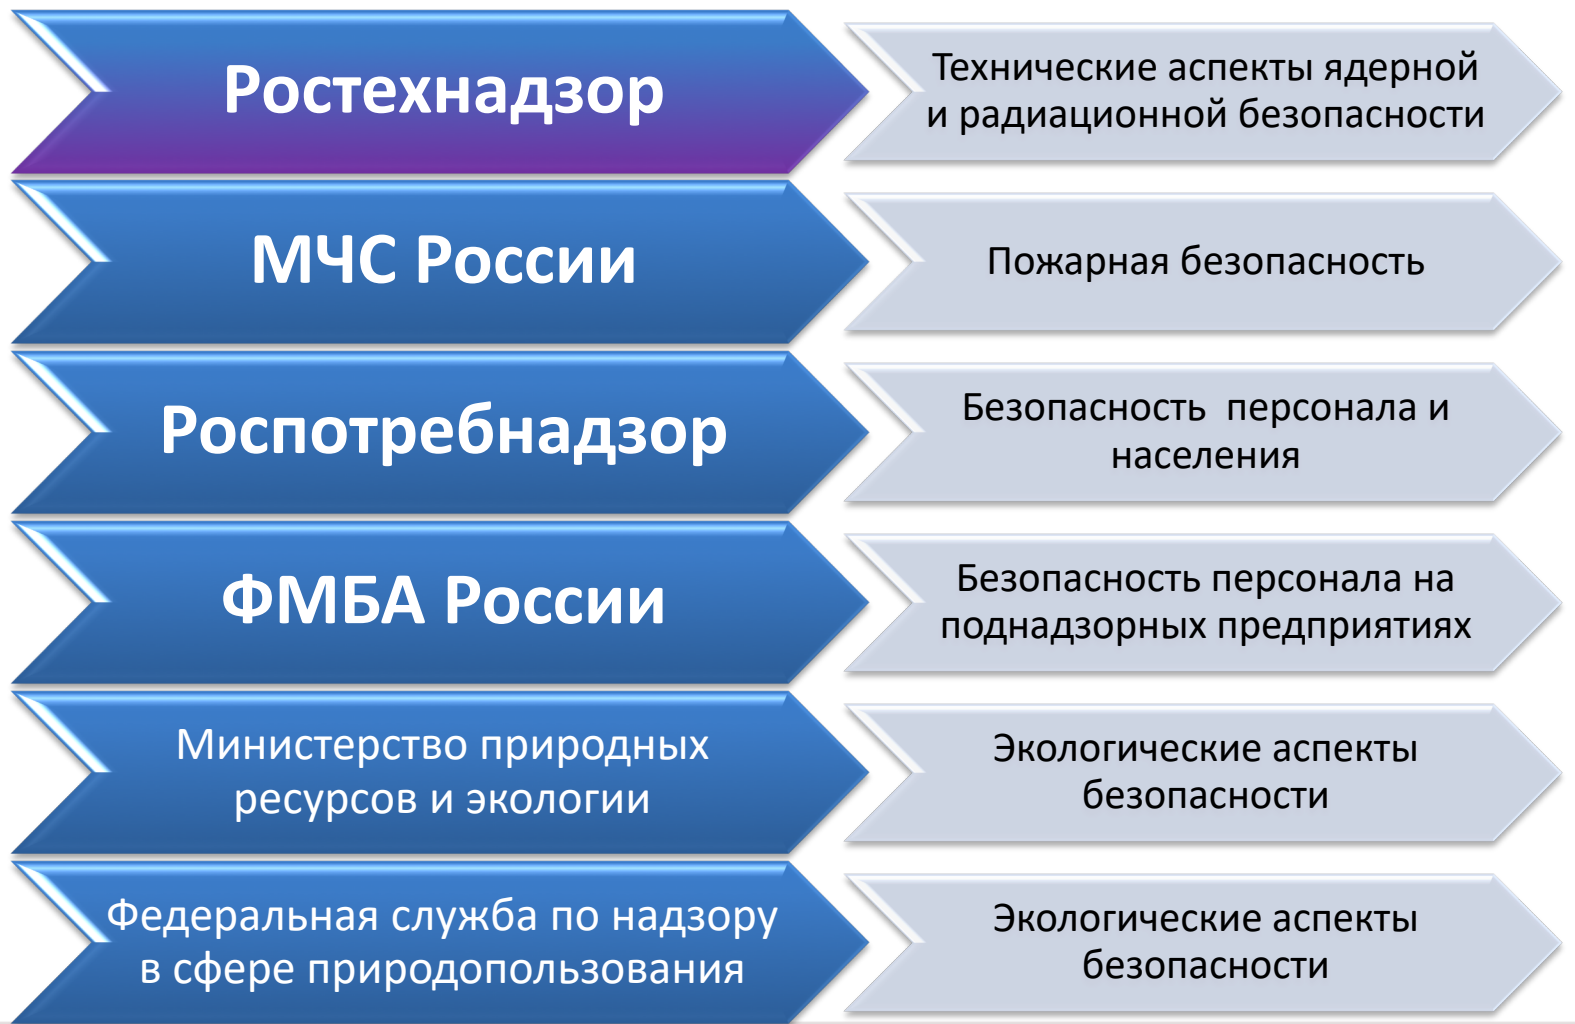 Ростехнадзор
Технические аспекты ядерной
и радиационной безопасности
МЧС России
Пожарная безопасность
Роспотребнадзор
Безопасность  персонала и
населения
ФМБА России
Безопасность персонала на
поднадзорных предприятиях
Министерство природных
ресурсов и экологии
Экологические аспекты
безопасности
Федеральная служба по надзору
в сфере природопользования
Экологические аспекты
безопасности